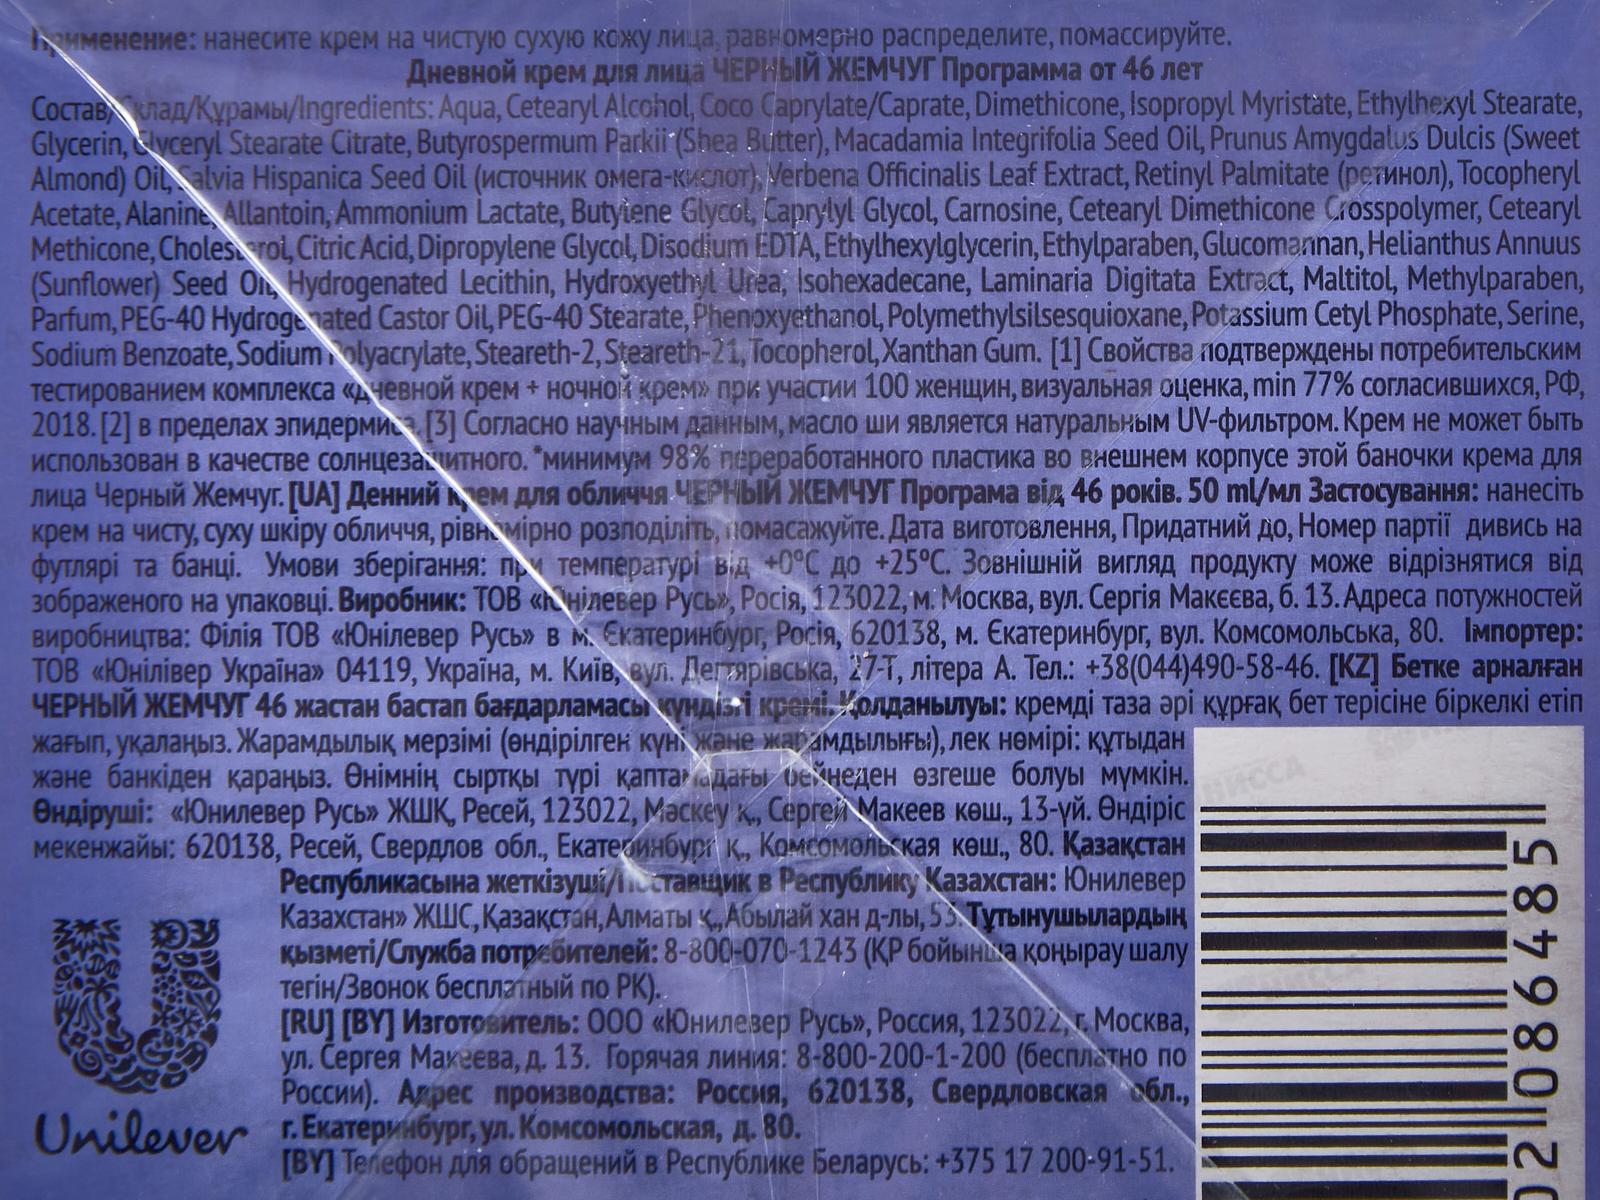 Применение: нанесите крем на чистую сухую кожу лица, равномерно распределите, помассируйте.
Дневной крем для лица ЧЕРНЫЙ ЖЕМЧУГ Программа от 46 лет
Состав/Склад/Құрамы/Ingredients: Aqua, Cetearyl Alcohol, Coco Caprylate/Caprate, Dimethicone, Isopropyl Myristate, Ethylhexyl Stearate,
Glycerin, Glyceryl Stearate Citrate, Butyrospermum Parkii (Shea Butter), Macadamia Integrifolia Seed Oil, Prunus Amygdalus Dulcis (Sweet
Almond) Oil, Salvia Hispanica Seed Oil (источник омега-кислот), Verbena Officinalis Leaf Extract, Retinyl Palmitate (ретинол), Tocopheryl
Acetate, Alanine, Allantoin, Ammonium Lactate, Butylene Glycol, Caprylyl Glycol, Carnosine, Cetearyl Dimethicone Crosspolymer, Cetearyl
Methicone, Cholesterol, Citric Acid, Dipropylene Glycol, Disodium EDTA, Ethylhexylglycerin, Ethylparaben, Glucomannan, Helianthus Annuus
(Sunflower) Seed Oil, Hydrogenated Lecithin, Hydroxyethyl Urea, Isohexadecane, Laminaria Digitata Extract, Maltitol, Methylparaben,
Parfum, PEG-40 Hydrogenated Castor Oil, PEG-40 Stearate, Phenoxyethanol, Polymethylsilsesquioxane, Potassium Cetyl Phosphate, Serine,
Sodium Benzoate, Sodium Polyacrylate, Steareth-2, Steareth-21, Tocopherol, Xanthan Gum. [1] Свойства подтверждены потребительским
тестированием комплекса «дневной крем + ночной крем» при участии 100 женщин, визуальная оценка, min 77% согласившихся, РФ,
2018. [2] в пределах эпидермиса. [3] Согласно научным данным, масло ши является натуральным UV-фильтром. Крем не может быть
использован в качестве солнцезащитного. *минимум 98% переработанного пластика во внешнем корпусе этой баночки крема для
лица Черный Жемчуг. [UA] Денний крем для обличчя ЧЕРНЫЙ ЖЕМЧУГ Програма від 46 років. 50 ml/мл Застосування: нанесіть
крем на чисту, суху шкіру обличчя, рівномірно розподіліть, помасажуйте. Дата виготовлення, Придатний до, Номер партії дивись на
футлярі та банці. Умови зберігання: при температурі від +0°C до +25°C. Зовнішній вигляд продукту може відрізнятися від
зображеного на упаковці. Виробник: ТОВ «Юнілевер Русь», Росія, 123022, м. Москва, вул. Сергія Макєєва, б. 13. Адреса потужностей
виробництва: Філія ТОВ «Юнілевер Русь» в м. Єкатеринбург, Росія, 620138, м. Єкатеринбург, вул. Комсомольська, 80. Імпортер:
ТОВ «Юнілівер Україна» 04119, Україна, м. Київ, вул. Дегтярівська, 27-Т, літера А. Тел.: +38(044)490-58-46. [KZ] Бетке арналған
ЧЕРНЫЙ ЖЕМЧУГ 46 жастан бастап бағдарламасы күндізгі кремі. Қолданылуы: кремді таза әрі құрғақ бет терісіне біркелкі етіп
жағып, уқалаңыз. Жарамдылық мерзімі (өндірілген күні және жарамдылығы), лек нөмірі: құтыдан
және банкіден қараңыз. Өнімнің сыртқы түрі қаптамадағы бейнеден өзгеше болуы мүмкін.
Өндіруші: «Юнилевер Русь» ЖШҚ, Ресей, 123022, Мәскеу қ., Сергей Макеев көш., 13-үй. Өндіріс
мекенжайы: 620138, Ресей, Свердлов обл., Екатеринбург қ., Комсомольская көш., 80. Қазақстан
Республикасына жеткізуші/Поставщик в Республику Казахстан: Юнилевер
Казахстан» ЖШС, Қазақстан, Алматы қ., Абылай хан д-лы, 53. Тұтынушылардың
қызметі/Служба потребителей: 8-800-070-1243 (ҚР бойынша қоңырау шалу
тегін/Звонок бесплатный по РК).
[RU] [BY] Изготовитель: ООО «Юнилевер Русь», Россия, 123022, г. Москва,
ул. Сергея Макеева, д. 13. Горячая линия: 8-800-200-1-200 (бесплатно по
России). Адрес производства: Россия, 620138, Свердловская обл.,
г. Екатеринбург, ул. Комсомольская, д. 80.
[BY] Телефон для обращений в Республике Беларусь: +375 17 200-91-51.
Unilever
02086485